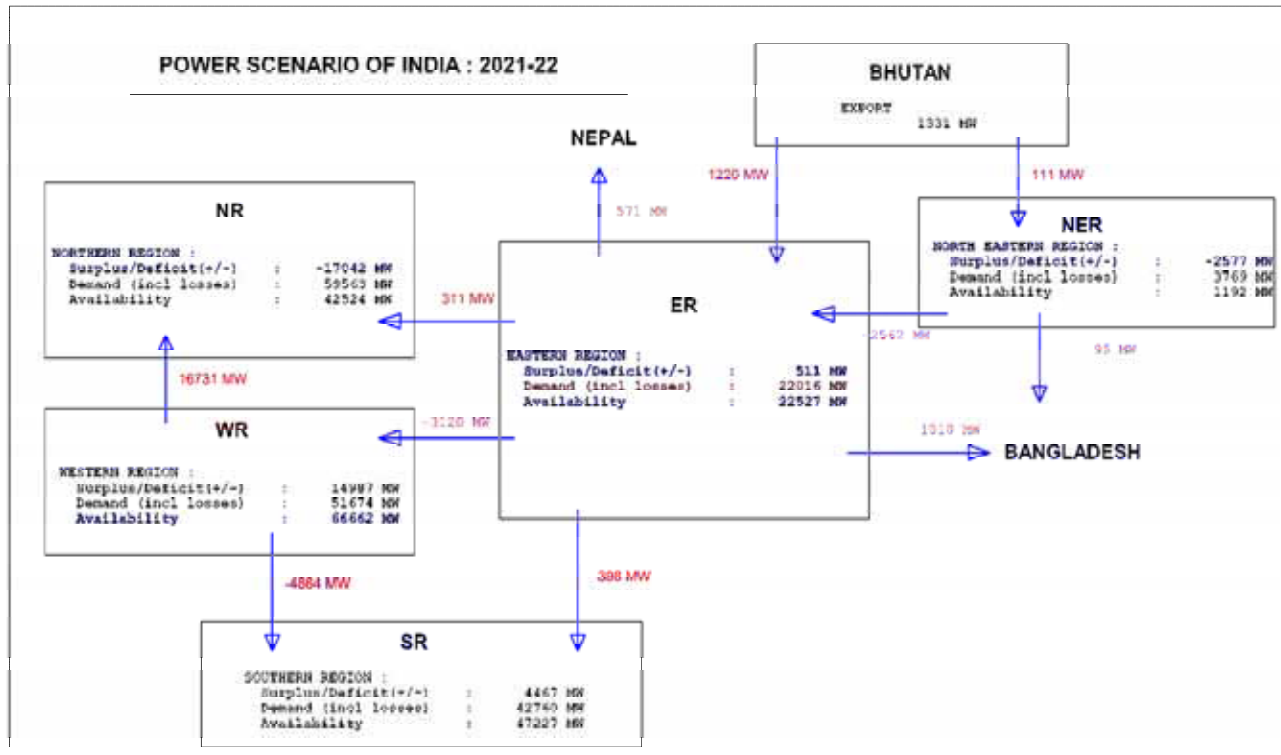 POWER SCENARIO OF INDIA : 2021-22
BHUTAN
EXPORT
1331 MW
NEPAL
1220 MW
111 MW
571 MW
NR
NORTHERN REGION :
Surplus/Deficit(+/-) : -17042 MW
Demand (incl losses) : MW
Availability : 42524 MW
NER
NORTH EASTERN REGION :
Surplus/Deficit(+/-) : -2577 MW
Demand (incl losses) : 3769 MW
Availability : 1192 MW
311 MW
ER
EASTERN REGION :
Surplus/Deficit(+/-) : 511 MW
Demand (incl losses) : 22016 MW
Availability : 22527 MW
-2562 MW
95 MW
16731 MW
-3120 MW
1010 MW
BANGLADESH
WR
WESTERN REGION :
Surplus/Deficit(+/-) : 14987 MW
Demand (incl losses) : 51674 MW
Availability : 66662 MW
-4864 MW
398 MW
SR
SOUTHERN REGION :
Surplus/Deficit(+/-) : 4467 MW
Demand (incl losses) : 42760 MW
Availability : 47227 MW